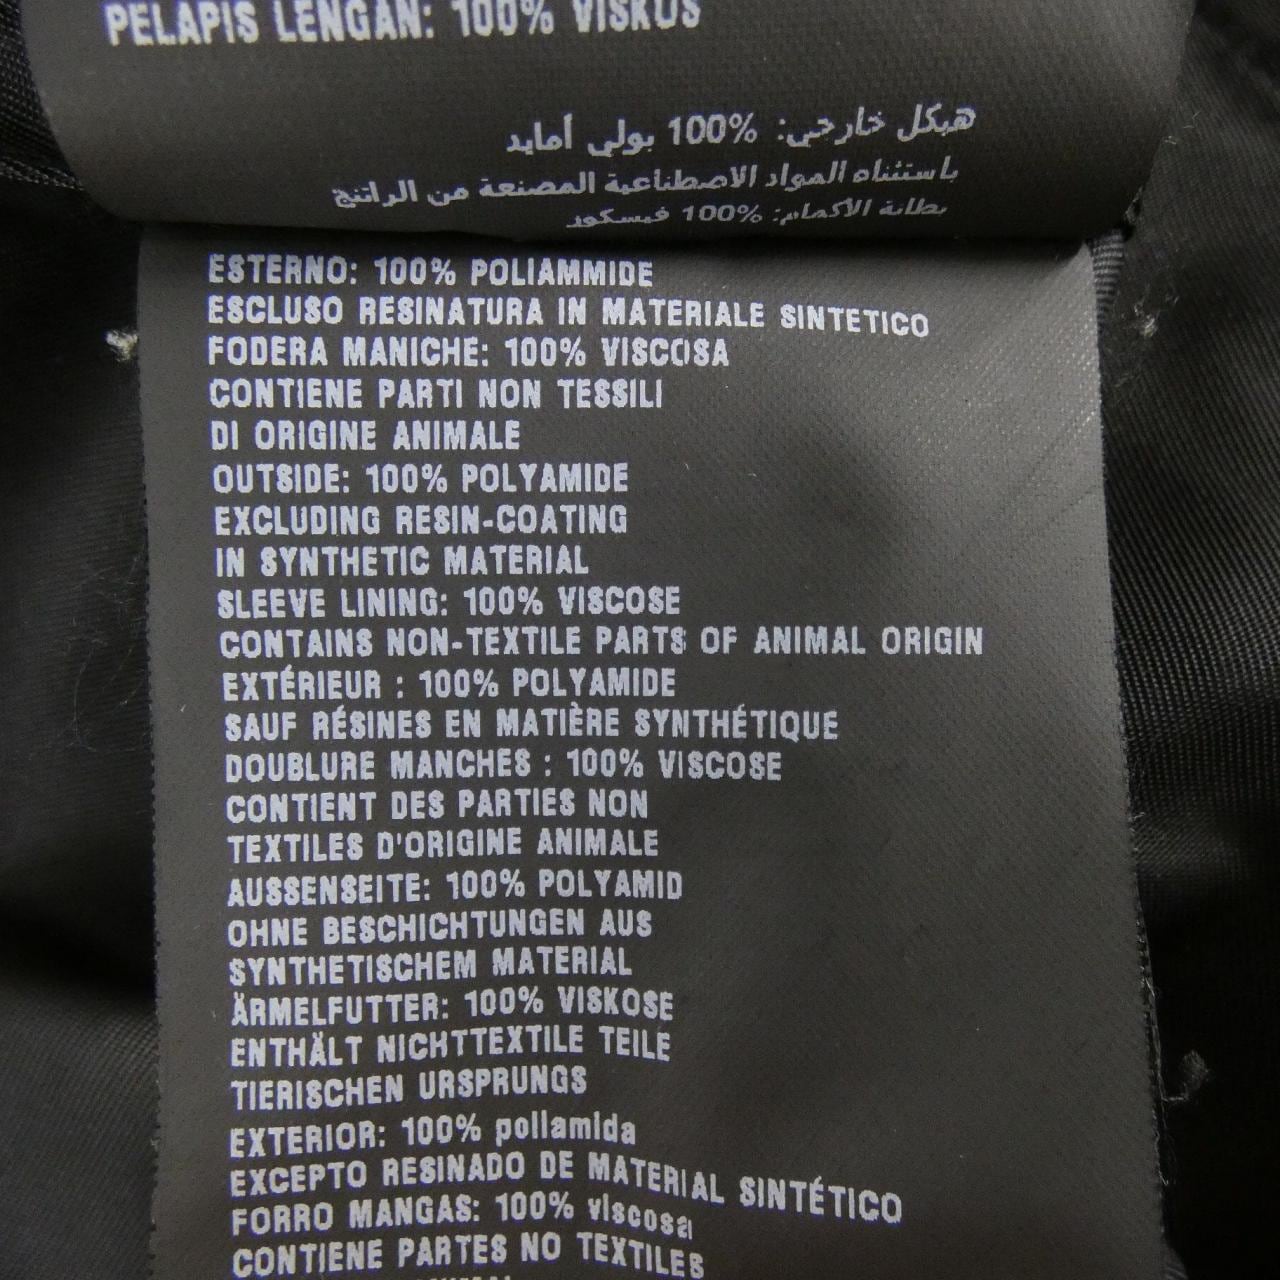 PELAPIS LENGAN: 100% VISKOS
هيكل خارجي: %100 بولي أمايد
باستثناء المواد الاصطناعية المصنعة من الراتنج
بطانة الأكمام: %100 فيسكوز
ESTERNO: 100% POLIAMMIDE
ESCLUSO RESINATURA IN MATERIALE SINTETICO
FODERA MANICHE: 100% VISCOSA
CONTIENE PARTI NON TESSILI
DI ORIGINE ANIMALE
OUTSIDE: 100% POLYAMIDE
EXCLUDING RESIN-COATING
IN SYNTHETIC MATERIAL
SLEEVE LINING: 100% VISCOSE
CONTAINS NON-TEXTILE PARTS OF ANIMAL ORIGIN
EXTÉRIEUR : 100% POLYAMIDE
SAUF RÉSINES EN MATIÈRE SYNTHÉTIQUE
DOUBLURE MANCHES : 100% VISCOSE
CONTIENT DES PARTIES NON
TEXTILES D'ORIGINE ANIMALE
AUSSENSEITE: 100% POLYAMID
OHNE BESCHICHTUNGEN AUS
SYNTHETISCHEM MATERIAL
ÄRMELFUTTER: 100% VISKOSE
ENTHÄLT NICHTTEXTILE TEILE
TIERISCHEN URSPRUNGS
EXTERIOR: 100% poliamida
EXCEPTO RESINADO DE MATERIAL SINTÉTICO
FORRO MANGAS: 100% viscosa
CONTIENE PARTES NO TEXTILES